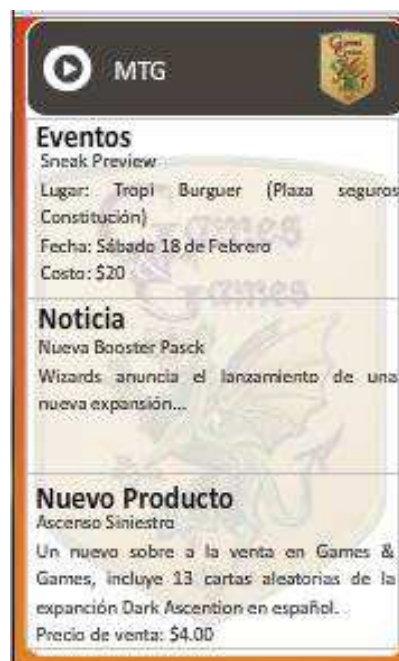 MTG
Eventos
Sneak Preview
Lugar: Tropi Burguer (Plaza seguros
Constitución)
Fecha: Sábado 18 de Febrero
Costo: $20
Games
Games
Noticia
Nueva Booster Pasck
Wizards anuncia el lanzamiento de una
nueva expansión...
Nuevo Producto
Ascenso Siniestro
Un nuevo sobre a la venta en Games &
Games, incluye 13 cartas aleatorias de la
expanción Dark Ascention en español.
Precio de venta: $4.00